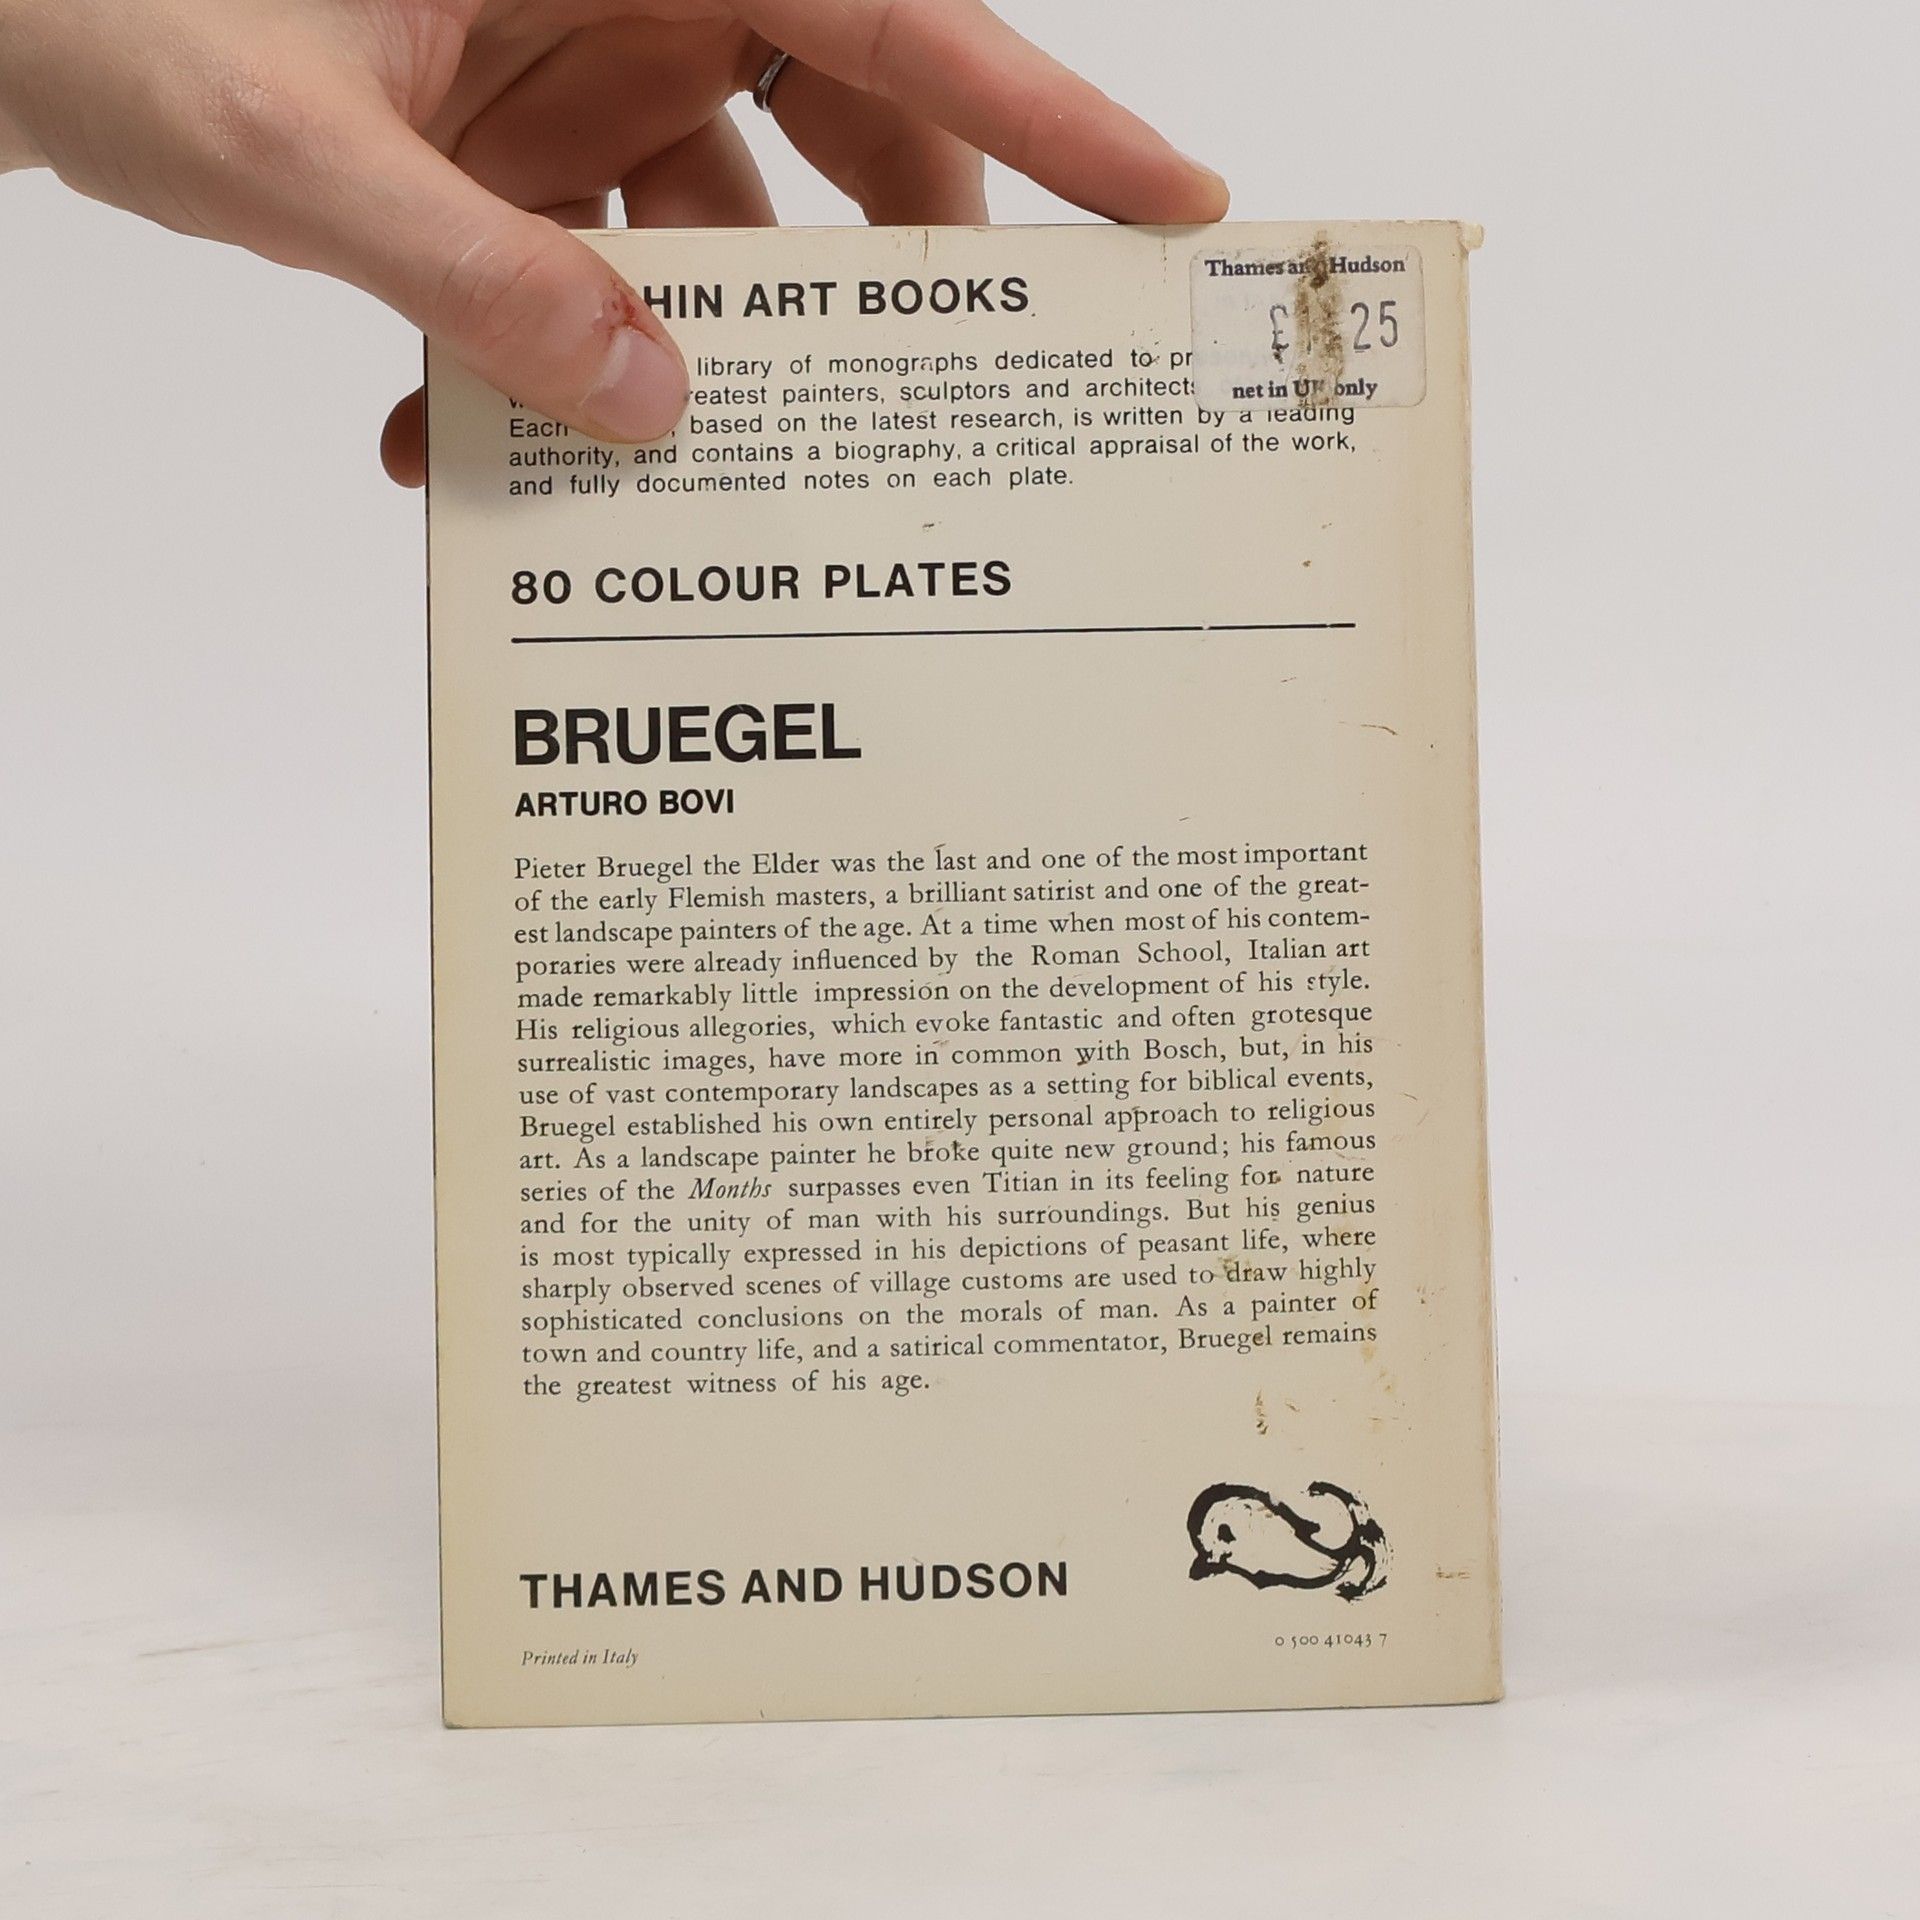 HIN ART BOOKS
Thames and Hudson
£ 25
net in UK only
library of monographs dedicated to
greatest painters, sculptors and architects
Each based on the latest research, is written by a leading
authority, and contains a biography, a critical appraisal of the work,
and fully documented notes on each plate.
80 COLOUR PLATES
BRUEGEL
ARTURO BOVI
Pieter Bruegel the Elder was the last and one of the most important
of the early Flemish masters, a brilliant satirist and one of the great-
est landscape painters of the age. At a time when most of his contem-
poraries were already influenced by the Roman School, Italian art
made remarkably little impression on the development of his style.
His religious allegories, which evoke fantastic and often grotesque
surrealistic images, have more in common with Bosch, but, in his
use of vast contemporary landscapes as a setting for biblical events,
Bruegel established his own entirely personal approach to religious
art. As a landscape painter he broke quite new ground; his famous
series of the Months surpasses even Titian in its feeling for nature
and for the unity of man with his surroundings. But his genius
is most typically expressed in his depictions of peasant life, where
sharply observed scenes of village customs are used to draw highly
sophisticated conclusions on the morals of man. As a painter of
town and country life, and a satirical commentator, Bruegel remains
the greatest witness of his age.
THAMES AND HUDSON
0 500 41043 7
Printed in Italy